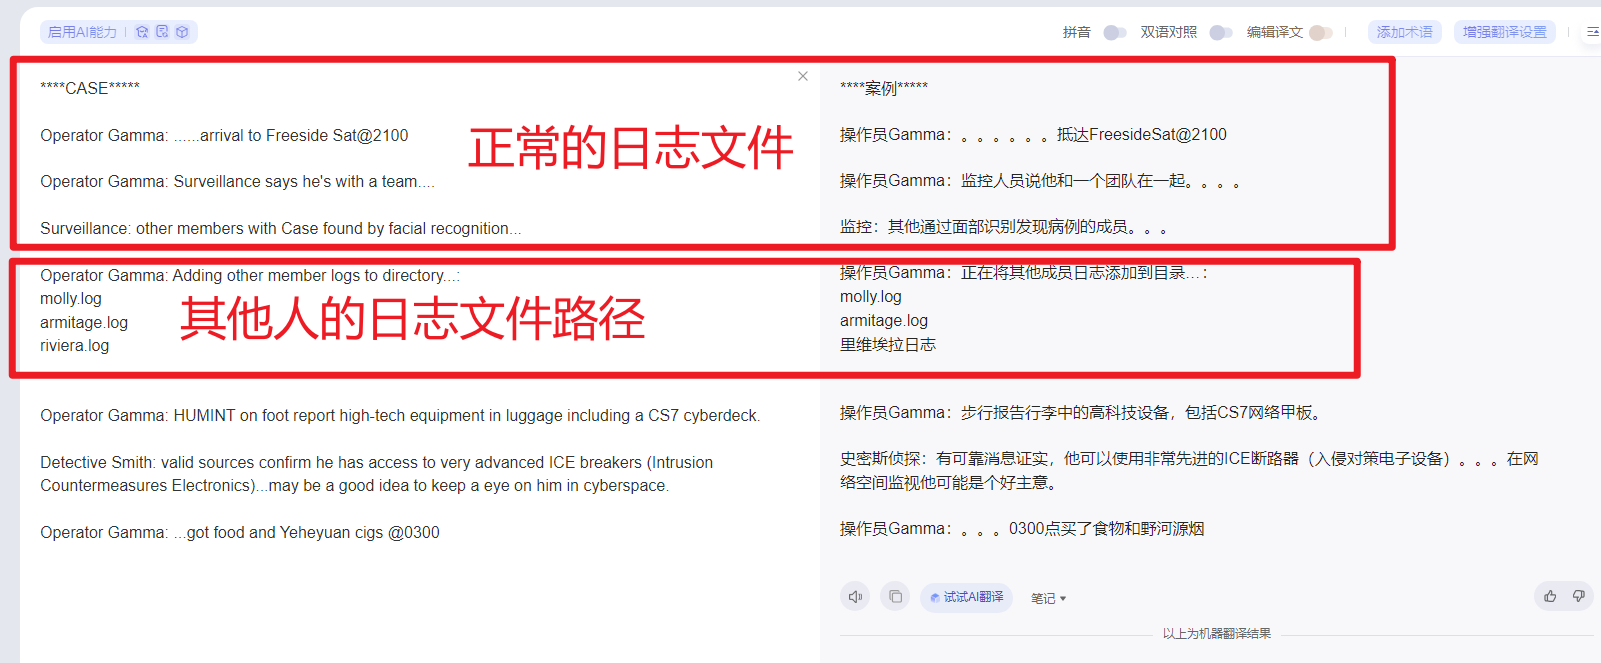 启用AI能力
拼音 双语对照 编辑译文 添加术语 增强翻译设置
****CASE*****
Operator Gamma: ......arrival to Freeside Sat@2100
Operator Gamma: Surveillance says he's with a team....
Surveillance: other members with Case found by facial recognition...
正常的日志文件
Operator Gamma: Adding other member logs to directory...:
molly.log
armitage.log
riviera.log
其他人的日志文件路径
Operator Gamma: HUMINT on foot report high-tech equipment in luggage including a CS7 cyberdeck.
Detective Smith: valid sources confirm he has access to very advanced ICE breakers (Intrusion
Countermeasures Electronics)...may be a good idea to keep a eye on him in cyberspace.
Operator Gamma: ...got food and Yeheyuan cigs @0300
****案例*****
操作员Gamma：。。。。。。抵达FreesideSat@2100
操作员Gamma：监控人员说他和一个团队在一起。。。。
监控：其他通过面部识别发现病例的成员。。。
操作员Gamma：正在将其他成员日志添加到目录…：
molly.log
armitage.log
里维埃拉日志
操作员Gamma：步行报告行李中的高科技设备，包括CS7网络甲板。
史密斯侦探：有可靠消息证实，他可以使用非常先进的ICE断路器（入侵对策电子设备）。。。在网
络空间监视他可能是个好主意。
操作员Gamma：。。。0300点买了食物和野河源烟
试试AI翻译 笔记
以上为机器翻译结果